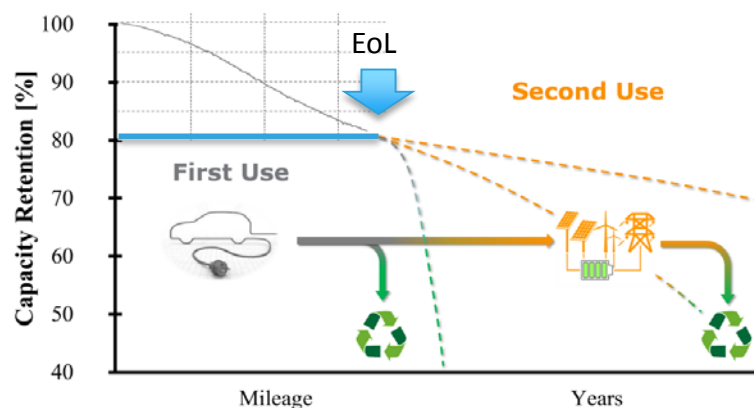 100
EoL
90
Second Use
80
First Use
70
60
50
40
Capacity Retention [%]
Mileage
Years